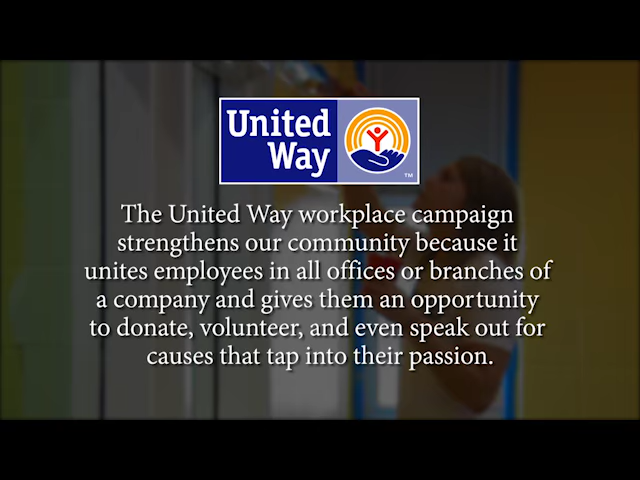 United
Way
TM
The United Way workplace campaign
strengthens our community because it
unites employees in all offices or branches of
a company and gives them an opportunity
to donate, volunteer, and even speak out for
causes that tap into their passion.